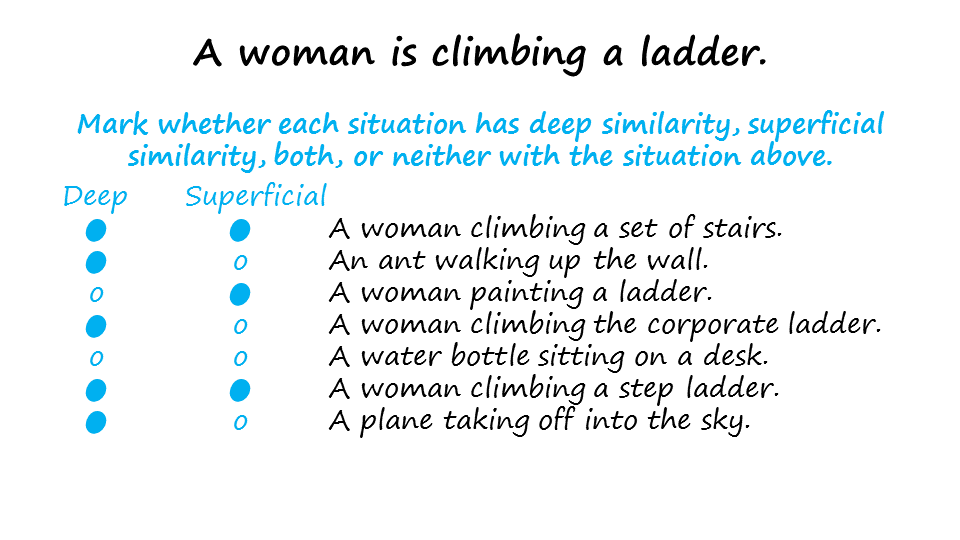 A woman is climbing a ladder.
Mark whether each situation has deep similarity, superficial
similarity, both, or neither with the situation above.
Deep Superficial
A woman climbing a set of stairs.
An ant walking up the wall.
A woman painting a ladder.
A woman climbing the corporate ladder.
A water bottle sitting on a desk.
A woman climbing a step ladder.
A plane taking off into the sky.